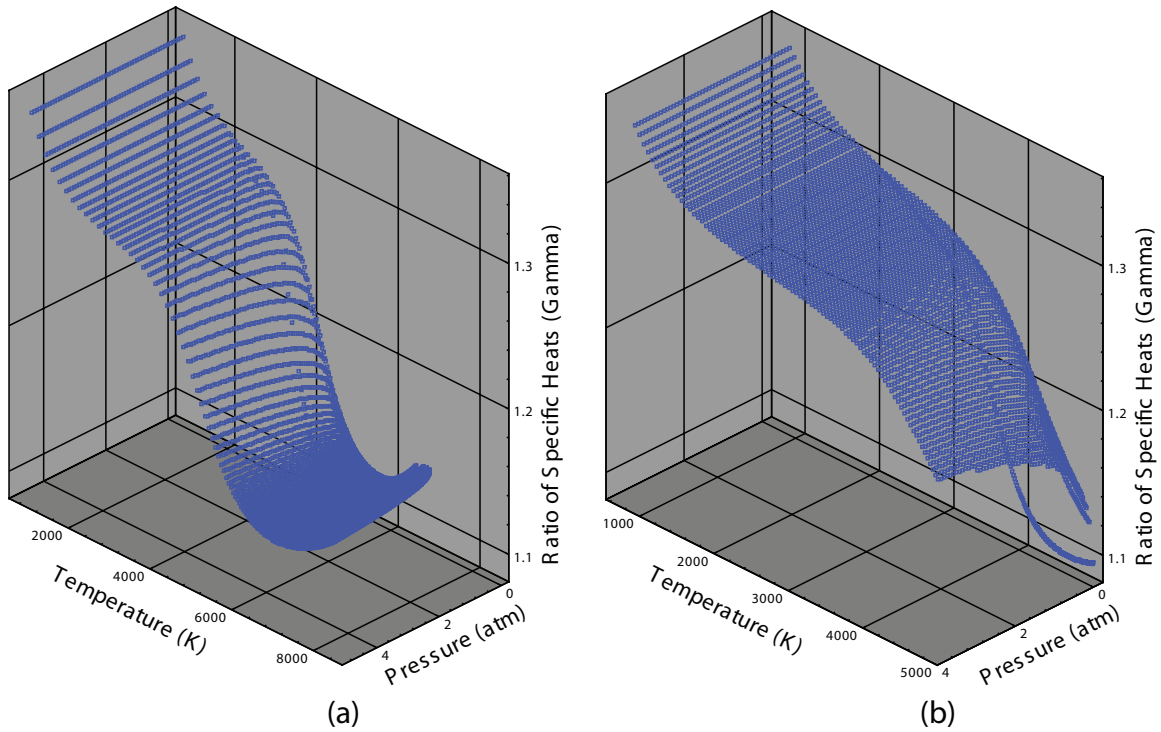 1.3
1.2
1.1
Ratio of Specific Heats (Gamma)
2000
4000
6000
8000
Temperature (K)
0
2
4
Pressure (atm)
(a)
1.3
1.2
1.1
Ratio of Specific Heats (Gamma)
1000
2000
3000
4000
5000
Temperature (K)
0
2
4
Pressure (atm)
(b)